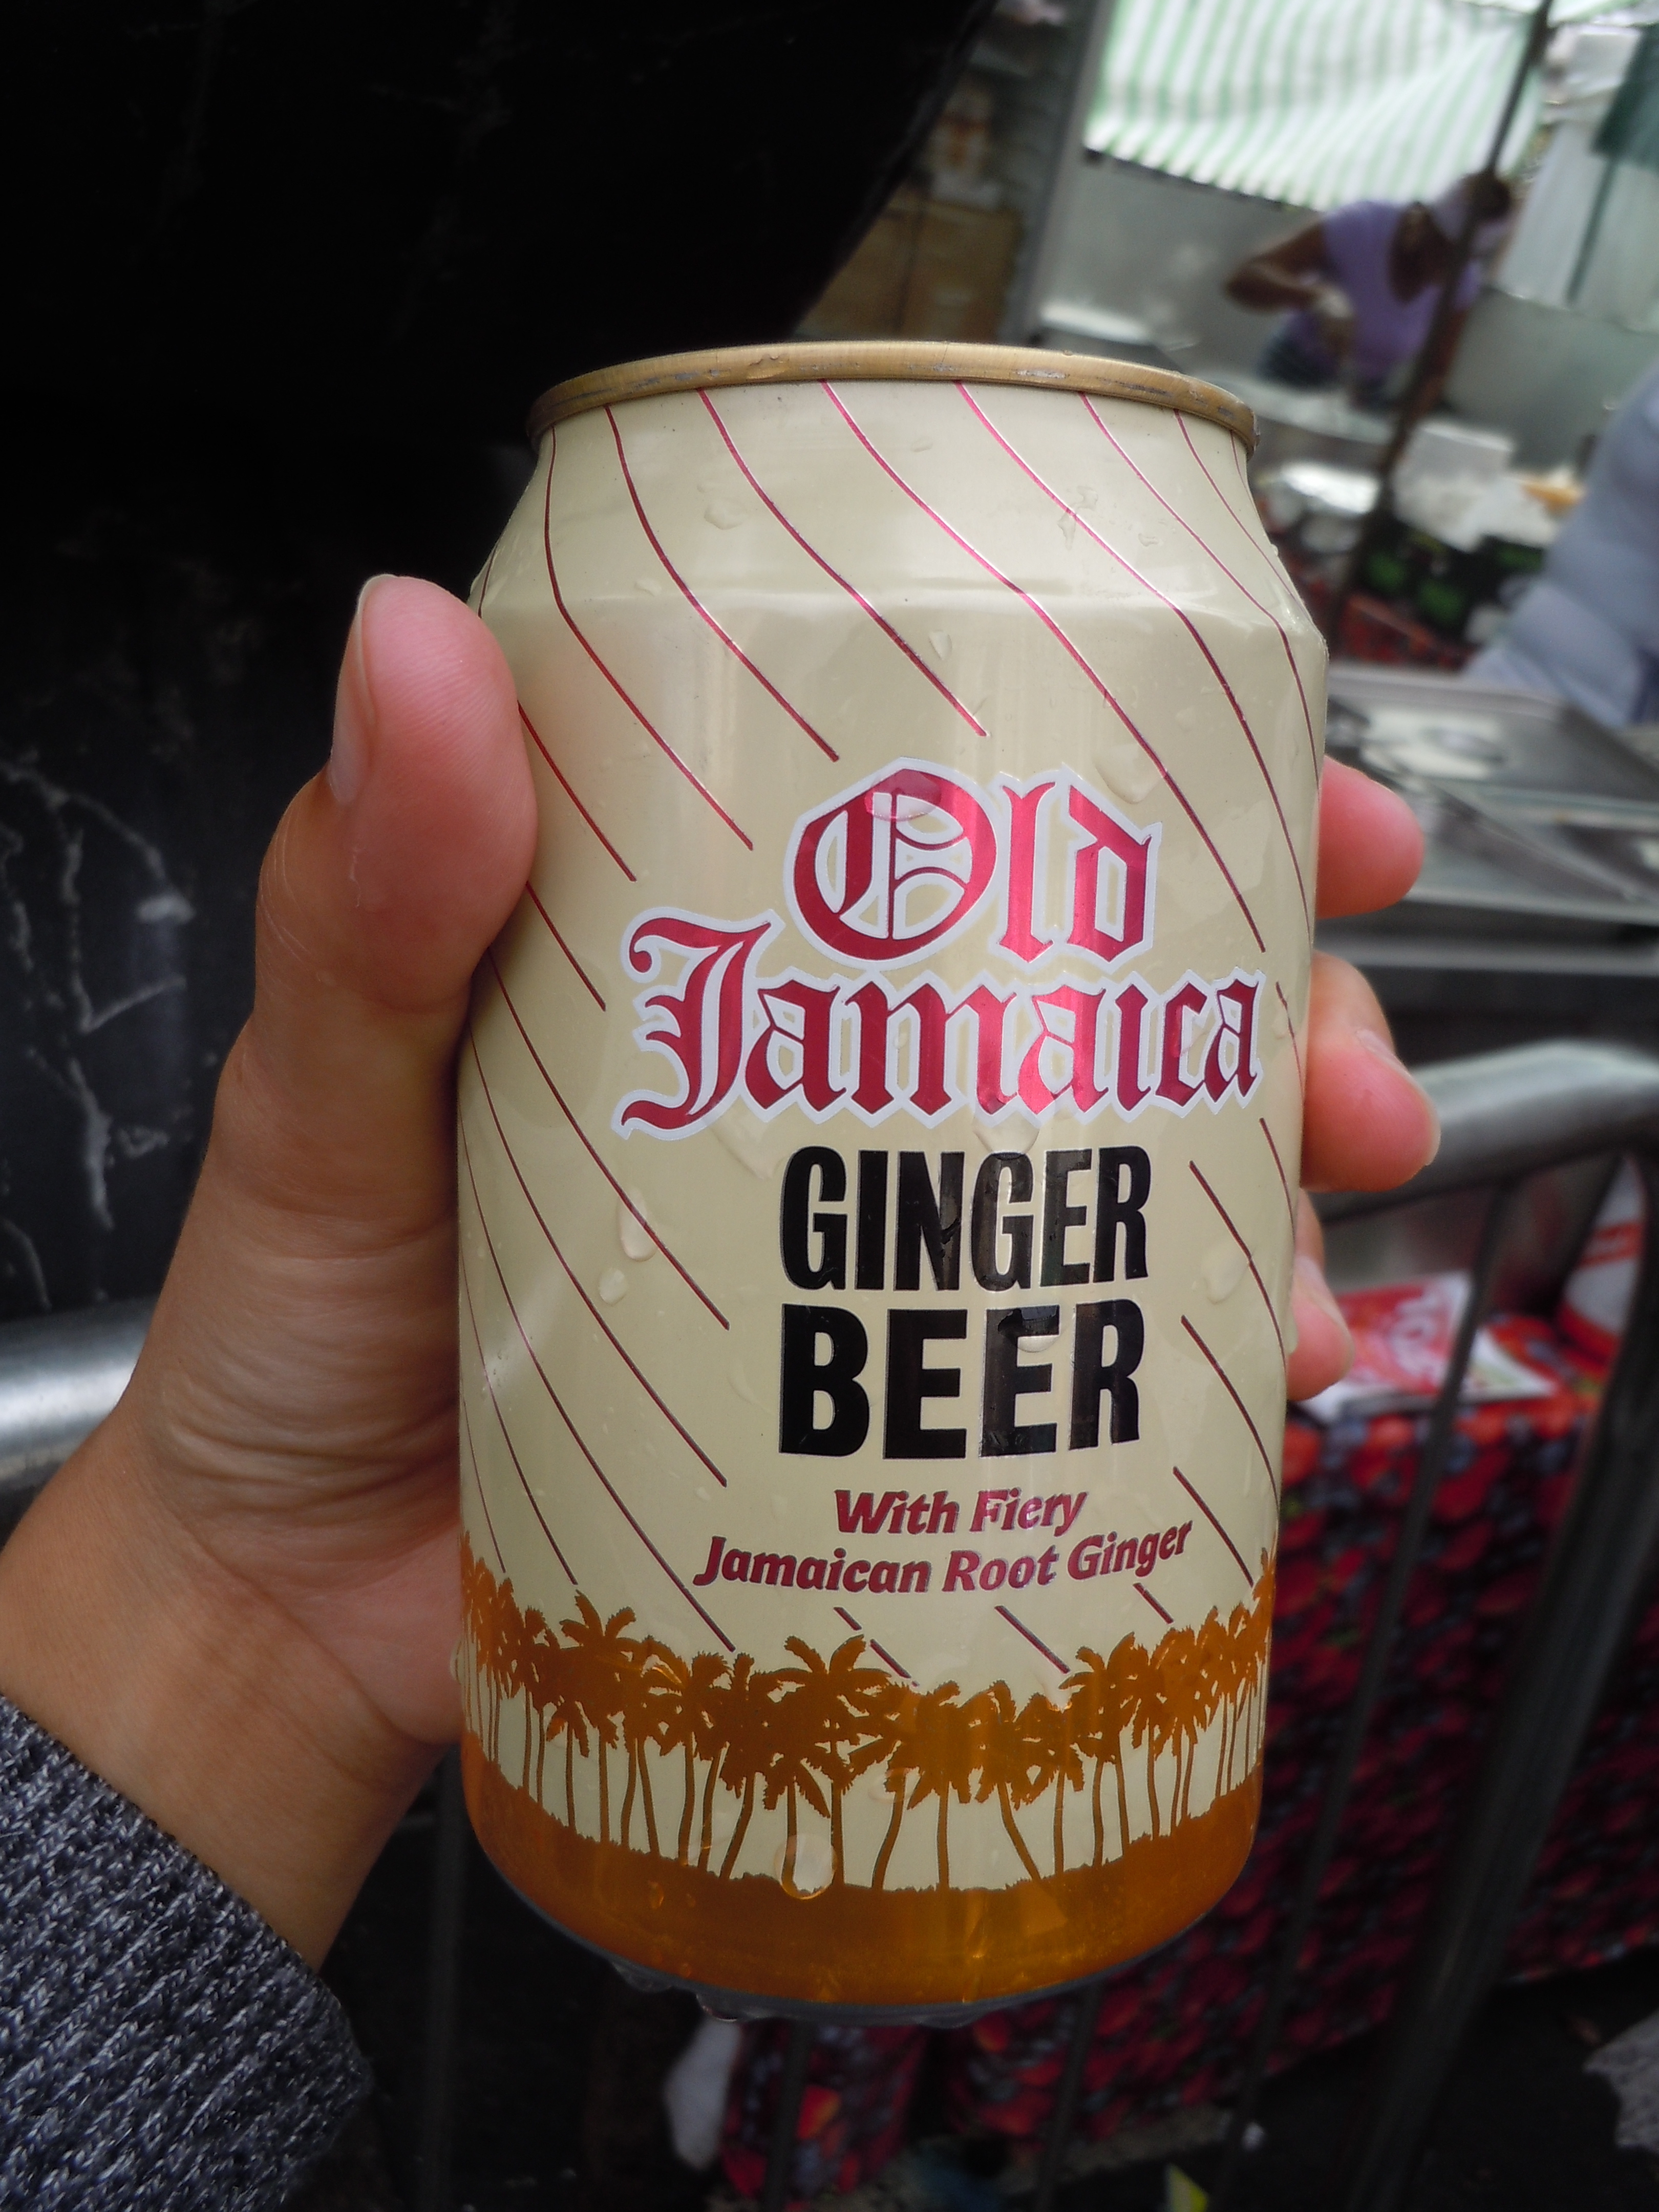 Old
Jamaica
GINGER
BEER
With Fiery
Jamaican Root Ginger